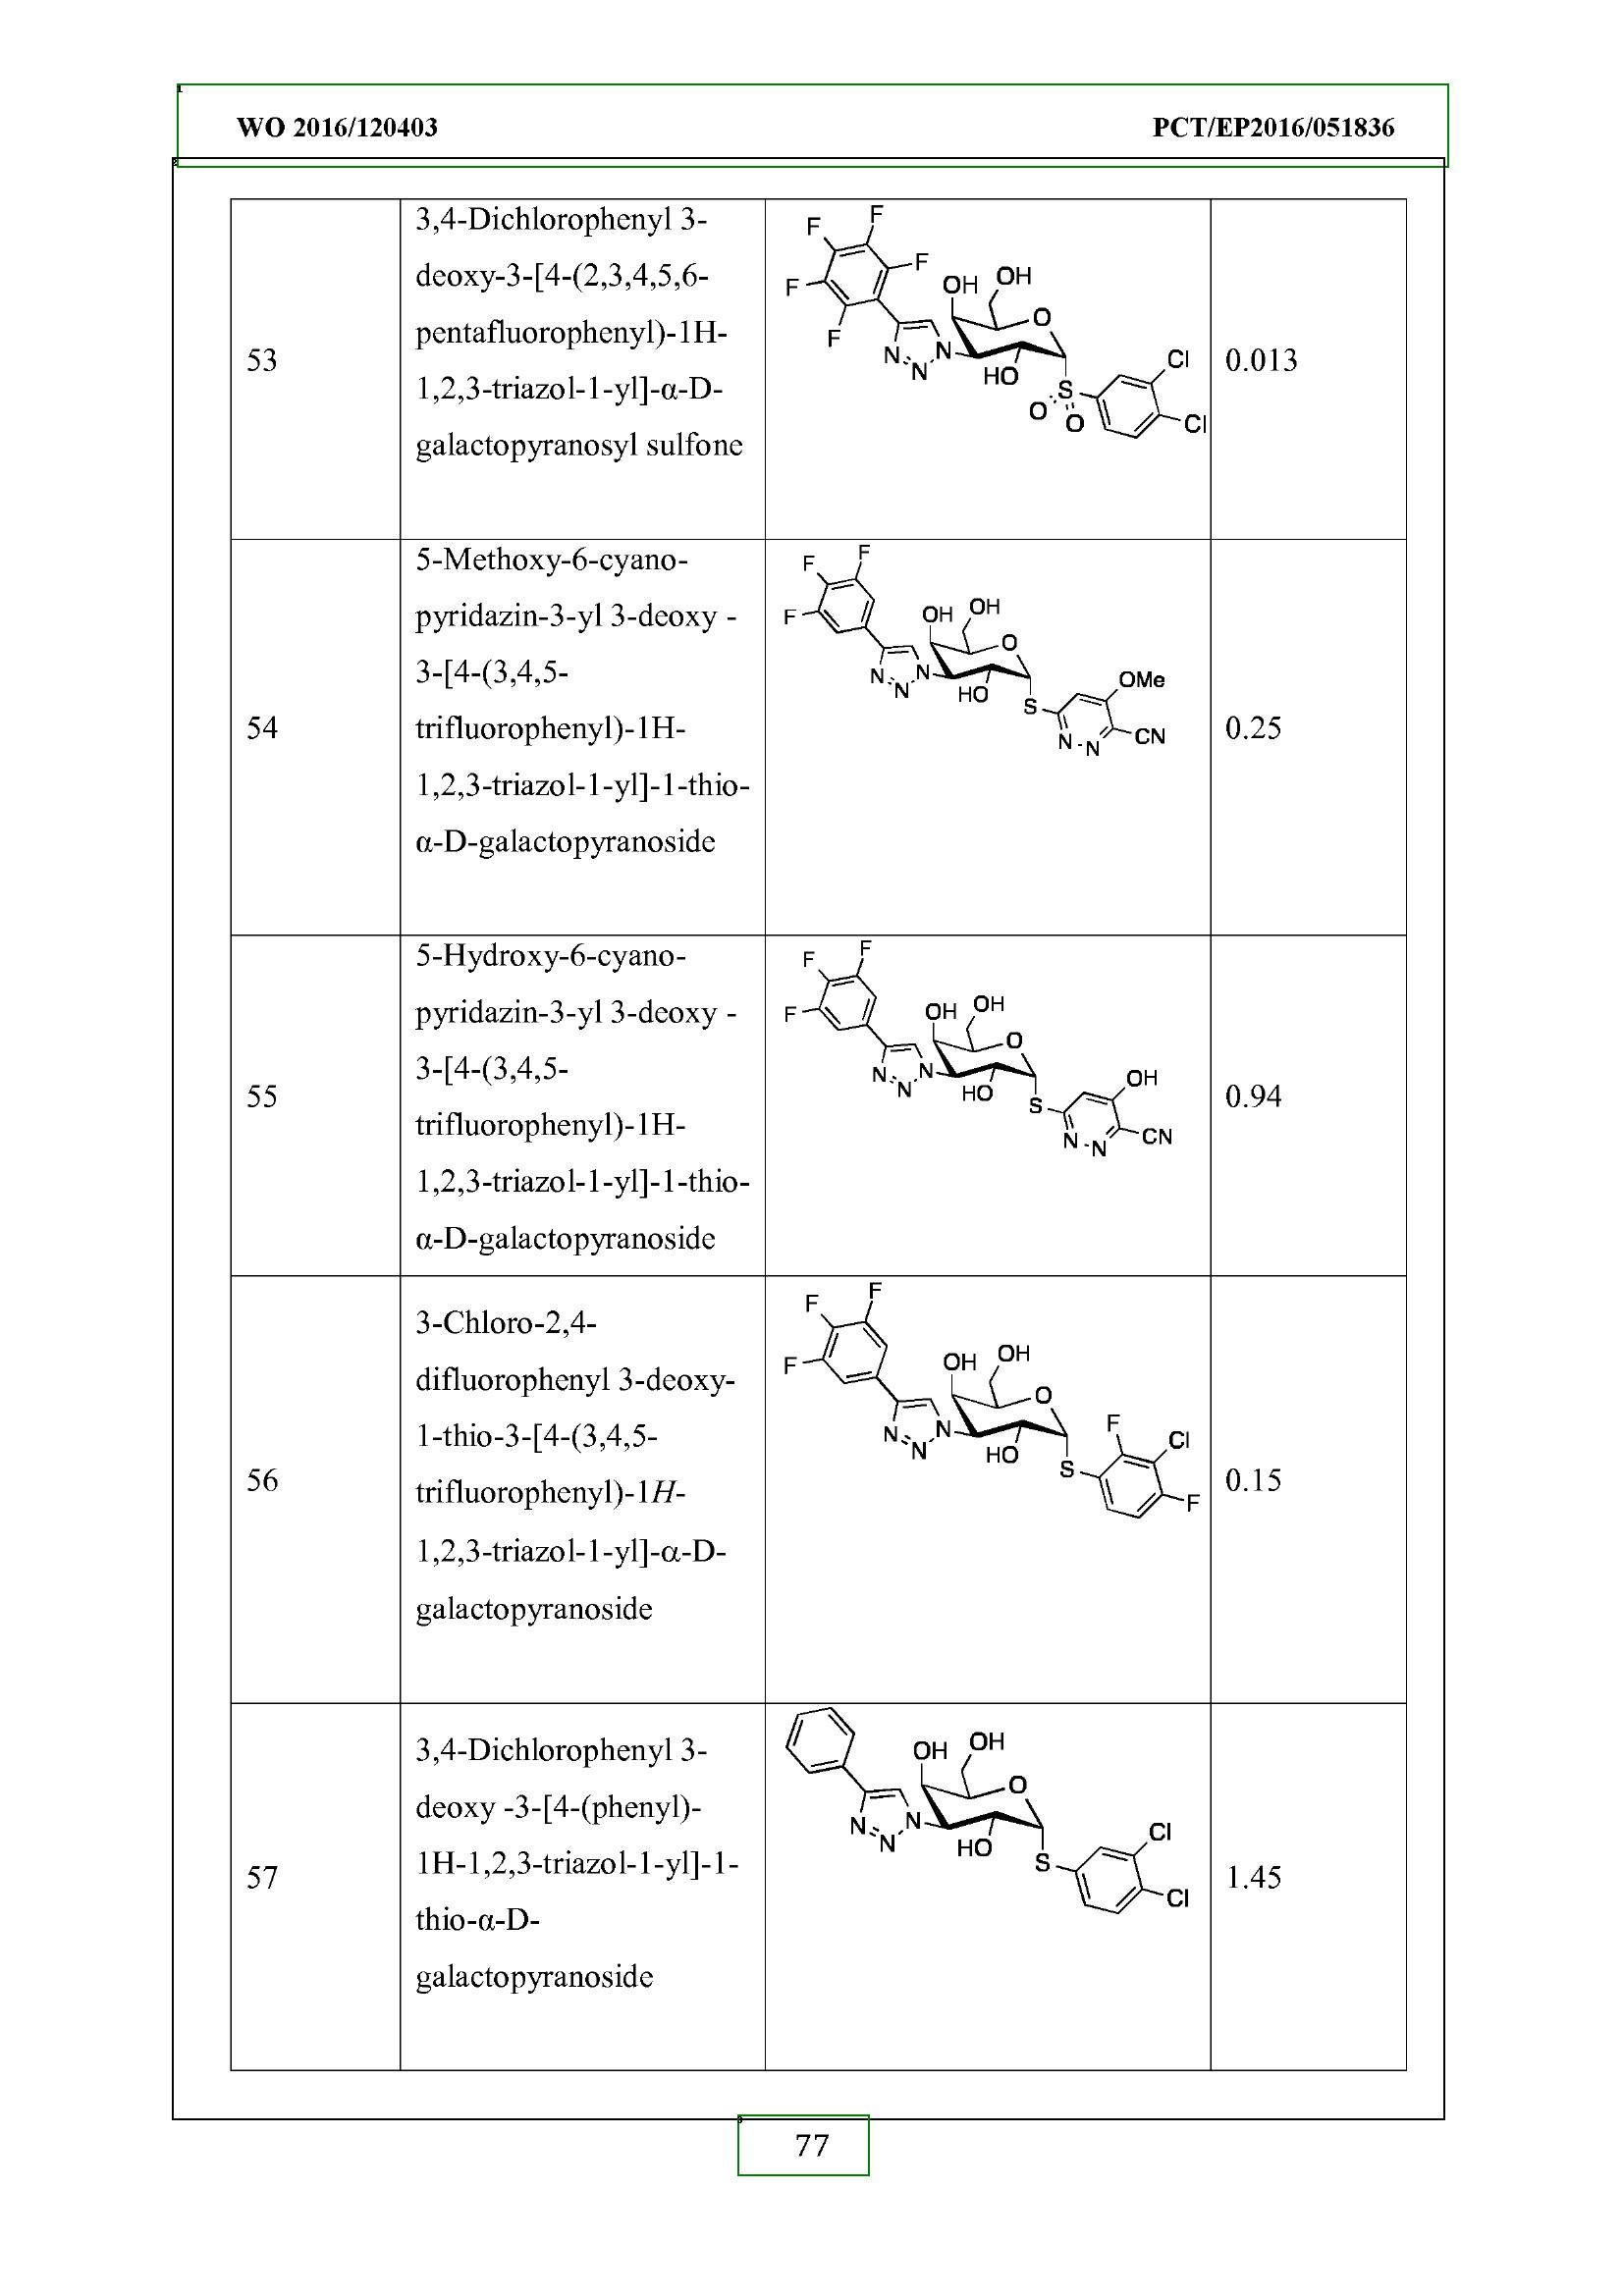 WO 2016/120403
PCT/EP2016/051836
53
3,4-Dichlorophenyl 3-
deoxy-3-[4-(2,3,4,5,6-
pentafluorophenyl)-1H-
1,2,3-triazol-1-yl]-α-D-
galactopyranosyl sulfone
F
F
F
F
F
OH
OH
O
N
N
N
HO
S
O
O
Cl
Cl
0.013
54
5-Methoxy-6-cyano-
pyridazin-3-yl 3-deoxy -
3-[4-(3,4,5-
trifluorophenyl)-1H-
1,2,3-triazol-1-yl]-1-thio-
α-D-galactopyranoside
F
F
F
OH
OH
O
N
N
N
HO
S
OMe
N
N
CN
0.25
55
5-Hydroxy-6-cyano-
pyridazin-3-yl 3-deoxy -
3-[4-(3,4,5-
trifluorophenyl)-1H-
1,2,3-triazol-1-yl]-1-thio-
α-D-galactopyranoside
F
F
F
OH
OH
O
N
N
N
HO
S
OH
N
N
CN
0.94
56
3-Chloro-2,4-
difluorophenyl 3-deoxy-
1-thio-3-[4-(3,4,5-
trifluorophenyl)-1H-
1,2,3-triazol-1-yl]-α-D-
galactopyranoside
F
F
F
OH
OH
O
N
N
N
HO
S
F
Cl
F
0.15
57
3,4-Dichlorophenyl 3-
deoxy -3-[4-(phenyl)-
1H-1,2,3-triazol-1-yl]-1-
thio-α-D-
galactopyranoside
OH
OH
O
N
N
N
HO
S
Cl
Cl
1.45
77